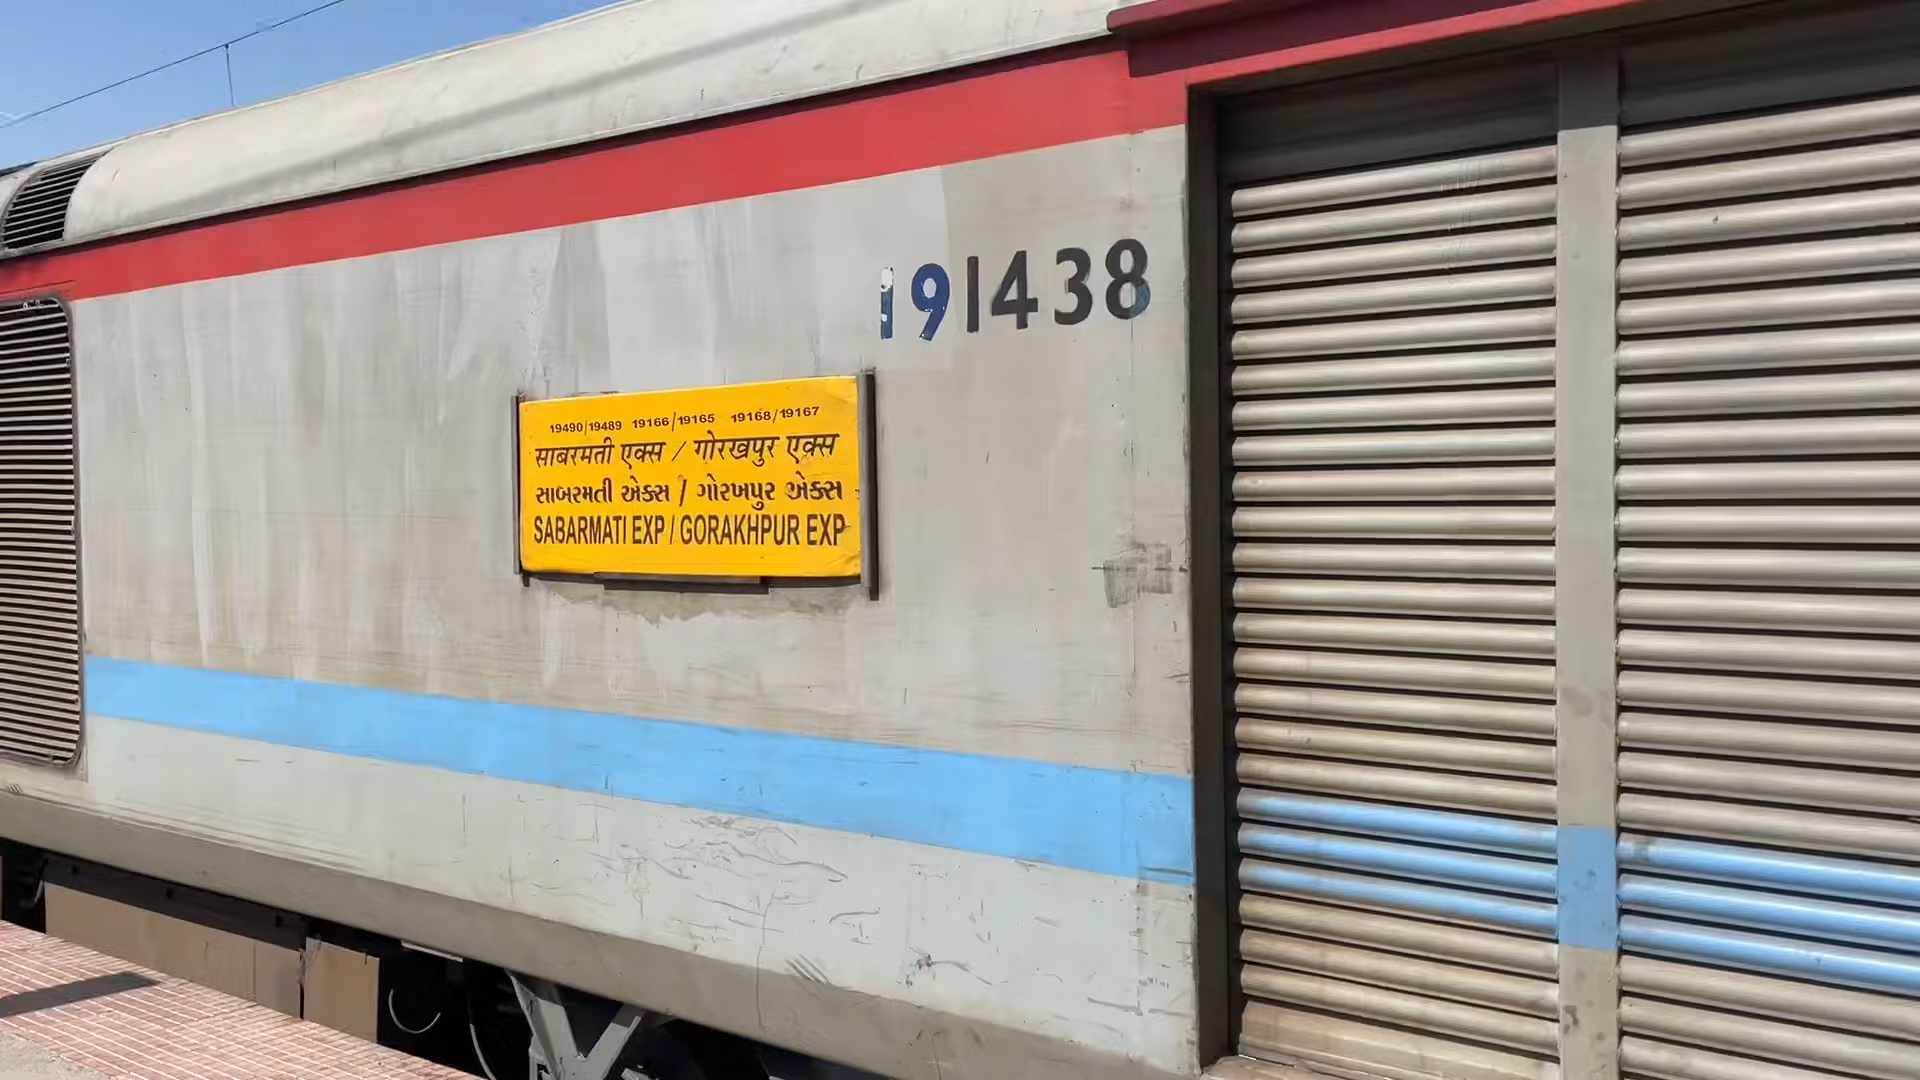 191438
19490/19489 19166/19165 19168/19167
साबरमती एक्स / गोरखपुर एक्स
સાબરમતી એક્સ / ગોરખપુર એક્સ
SABARMATI EXP / GORAKHPUR EXP